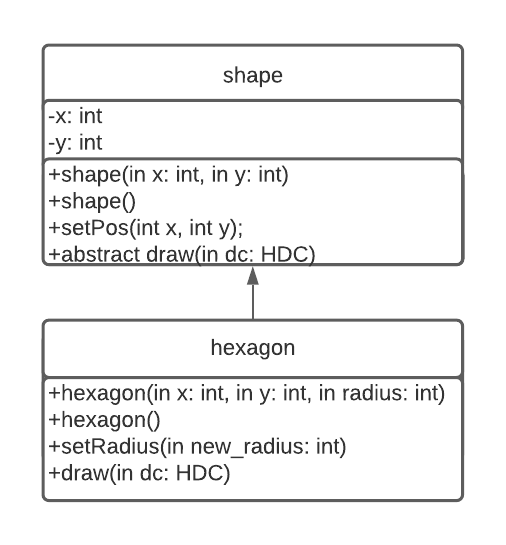 shape
-x: int
-y: int
+shape(in x: int, in y: int)
+shape()
+setPos(int x, int y);
+abstract draw(in dc: HDC)
hexagon
+hexagon(in x: int, in y: int, in radius: int)
+hexagon()
+setRadius(in new_radius: int)
+draw(in dc: HDC)